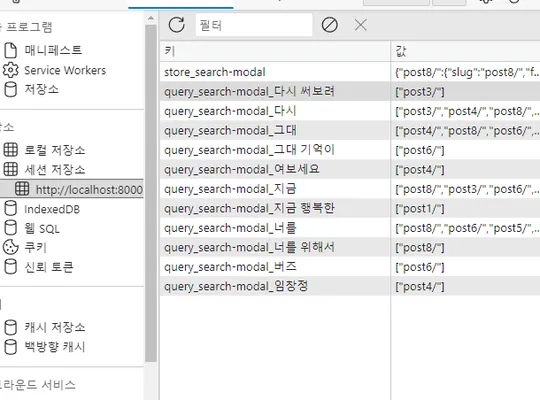 프로그램
매니페스트
Service Workers
저장소
로컬 저장소
세션 저장소
http://localhost:8000
IndexedDB
웹 SQL
쿠키
신뢰 토큰
캐시 저장소
백방향 캐시
라운드 서비스
필터
키 값
store_search-modal {"post8/":{"slug":"post8/","f...
query_search-modal_다시 써보려 ["post3/"]
query_search-modal_다시 ["post3/","post4/","post8/",...
query_search-modal_그대 ["post4/","post8/","post6/",...
query_search-modal_그대 기억이 ["post6/"]
query_search-modal_여보세요 ["post4/"]
query_search-modal_지금 ["post8/","post3/","post6/",...
query_search-modal_지금 행복한 ["post1/"]
query_search-modal_너를 ["post8/","post6/","post5/",...
query_search-modal_너를 위해서 ["post8/"]
query_search-modal_버즈 ["post6/"]
query_search-modal_임창정 ["post4/"]